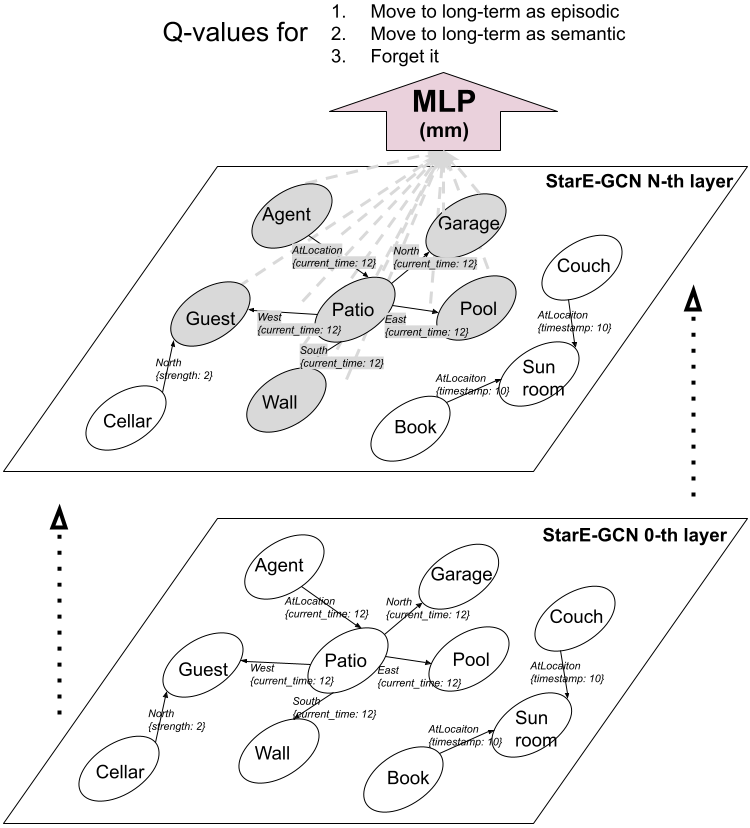 Q-values for
1. Move to long-term as episodic
2. Move to long-term as semantic
3. Forget it
MLP
(mm)
StarE-GCN N-th layer
Agent
Garage
AtLocation
{current_time: 12}
North
{current_time: 12}
Couch
Guest
Patio
Pool
West
{current_time: 12}
East
{current_time: 12}
AtLocaiton
{timestamp: 10}
South
{current_time: 12}
North
{strength: 2}
Sun
room
AtLocaiton
{timestamp: 10}
Wall
Cellar
Book
StarE-GCN 0-th layer
Agent
Garage
AtLocation
{current_time: 12}
North
{current_time: 12}
Couch
Guest
Patio
Pool
West
{current_time: 12}
East
{current_time: 12}
AtLocaiton
{timestamp: 10}
South
{current_time: 12}
North
{strength: 2}
Sun
room
AtLocaiton
{timestamp: 10}
Wall
Cellar
Book